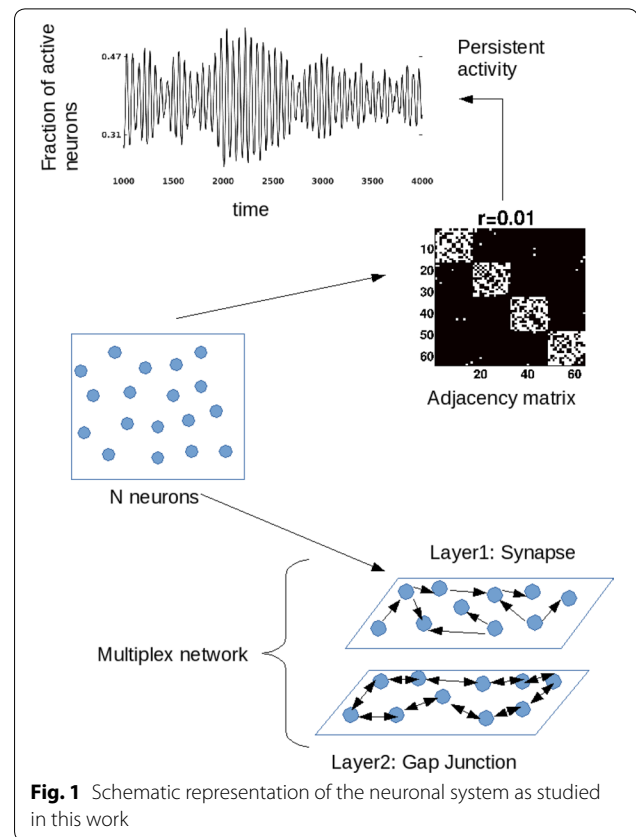 Fraction of active
neurons
0.47
0.31
1000 1500 2000 2500 3000 3500 4000
time
Persistent
activity
r=0.01
10
20
30
40
50
60
20 40 60
Adjacency matrix
N neurons
Layer1: Synapse
Multiplex network
Layer2: Gap Junction
Fig. 1 Schematic representation of the neuronal system as studied
in this work